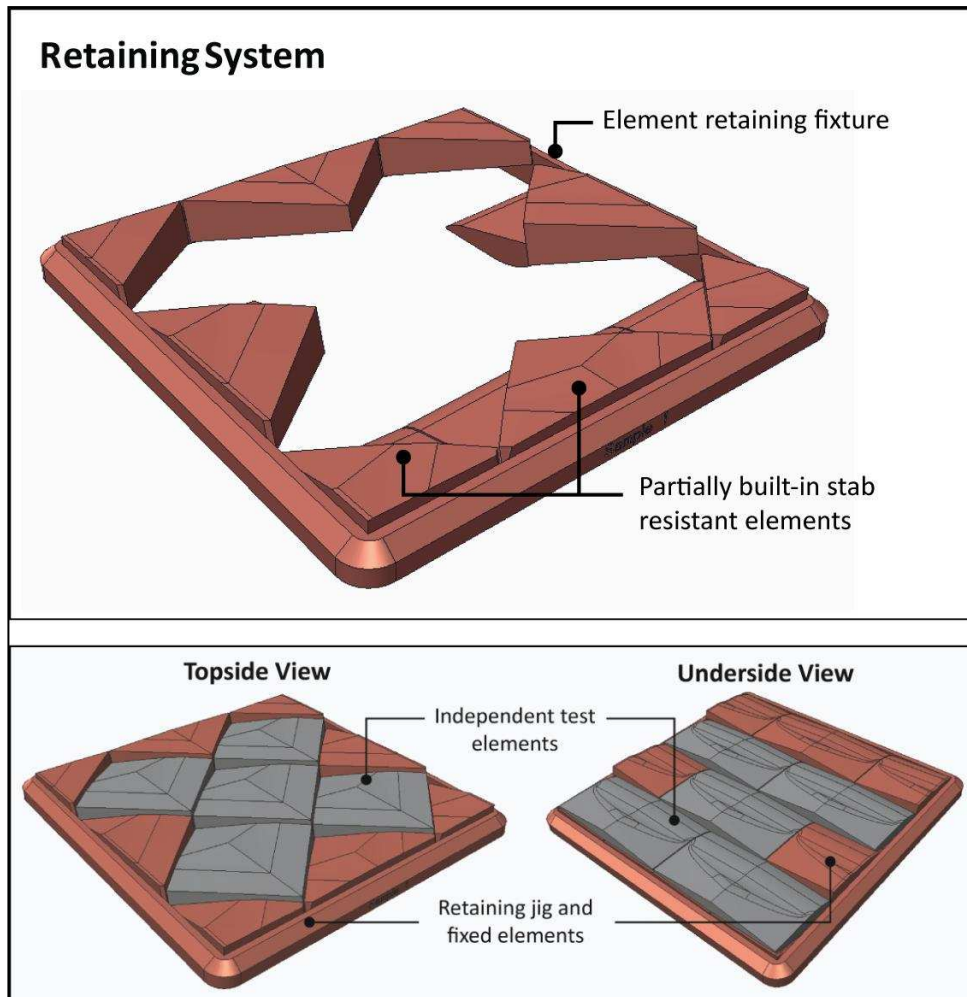 Retaining System
Element retaining fixture
Sample
Partially built-in stab
resistant elements
Topside View
Underside View
Independent test
elements
Retaining jig and
fixed elements